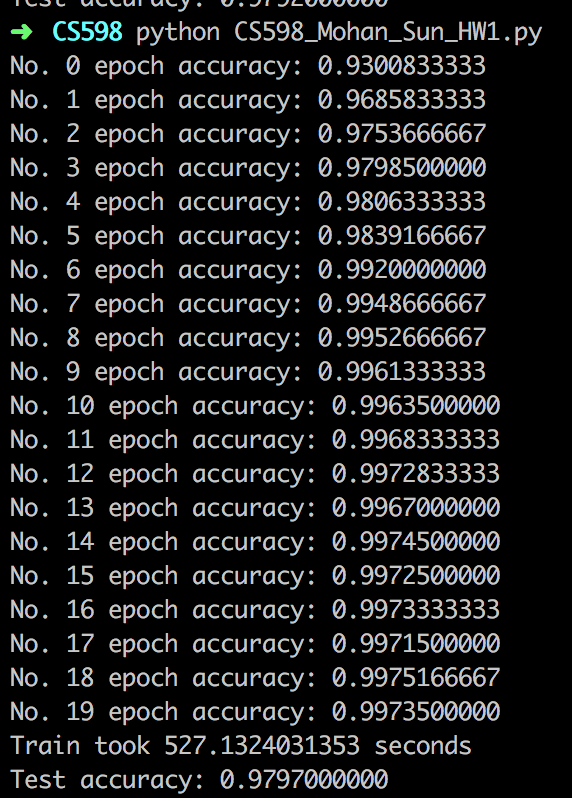 Test accuracy: 0.9792000000
➜ CS598 python CS598_Mohan_Sun_HW1.py
No. 0 epoch accuracy: 0.9300833333
No. 1 epoch accuracy: 0.9685833333
No. 2 epoch accuracy: 0.9753666667
No. 3 epoch accuracy: 0.9798500000
No. 4 epoch accuracy: 0.9806333333
No. 5 epoch accuracy: 0.9839166667
No. 6 epoch accuracy: 0.9920000000
No. 7 epoch accuracy: 0.9948666667
No. 8 epoch accuracy: 0.9952666667
No. 9 epoch accuracy: 0.9961333333
No. 10 epoch accuracy: 0.9963500000
No. 11 epoch accuracy: 0.9968333333
No. 12 epoch accuracy: 0.9972833333
No. 13 epoch accuracy: 0.9967000000
No. 14 epoch accuracy: 0.9974500000
No. 15 epoch accuracy: 0.9972500000
No. 16 epoch accuracy: 0.9973333333
No. 17 epoch accuracy: 0.9971500000
No. 18 epoch accuracy: 0.9975166667
No. 19 epoch accuracy: 0.9973500000
Train took 527.1324031353 seconds
Test accuracy: 0.9797000000